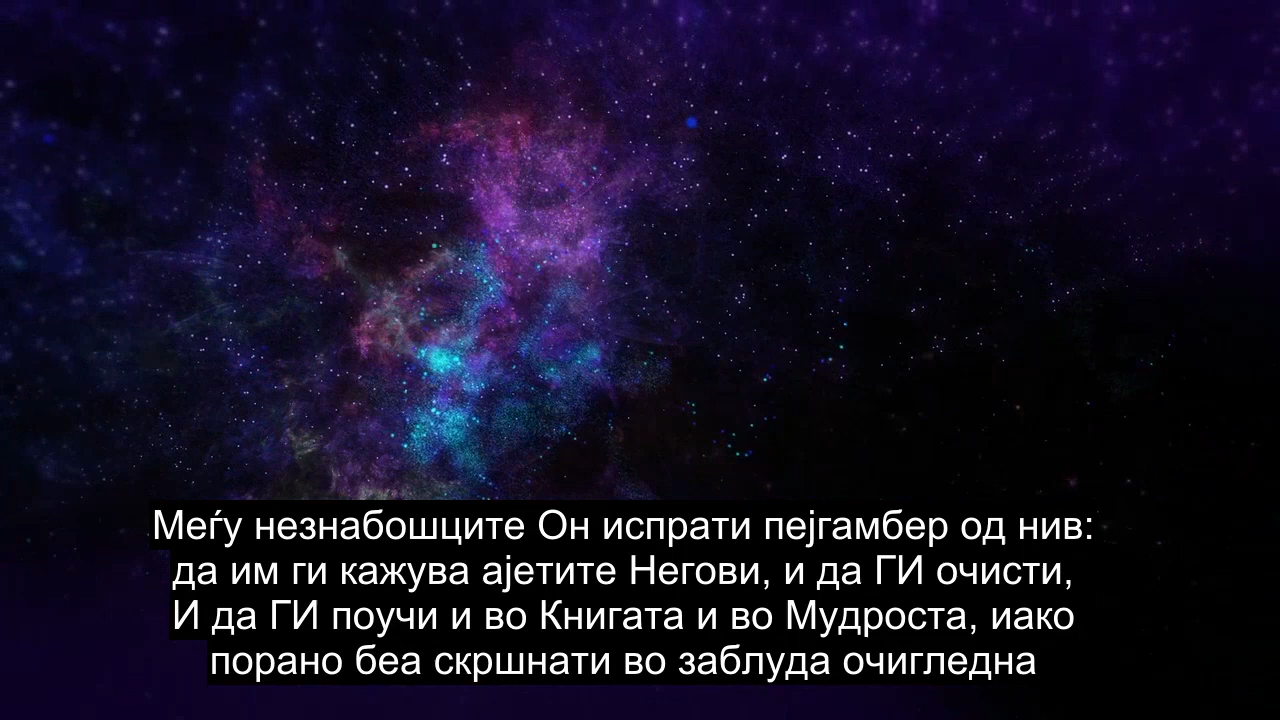 Меѓу незнабошците Он испрати пејгамбер од нив:
да им ги кажува ајетите Негови, и да ГИ очисти,
И да ГИ поучи и во Книгата и во Мудроста, иако
порано беа скршнати во заблуда очигледна